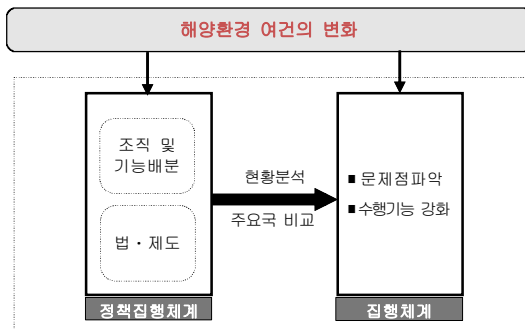 해양환경 여건의 변화
조직 및
기능배분
법・제도
정책집행체계
현황분석
주요국 비교
■ 문제점파악
■ 수행기능 강화
집행체계